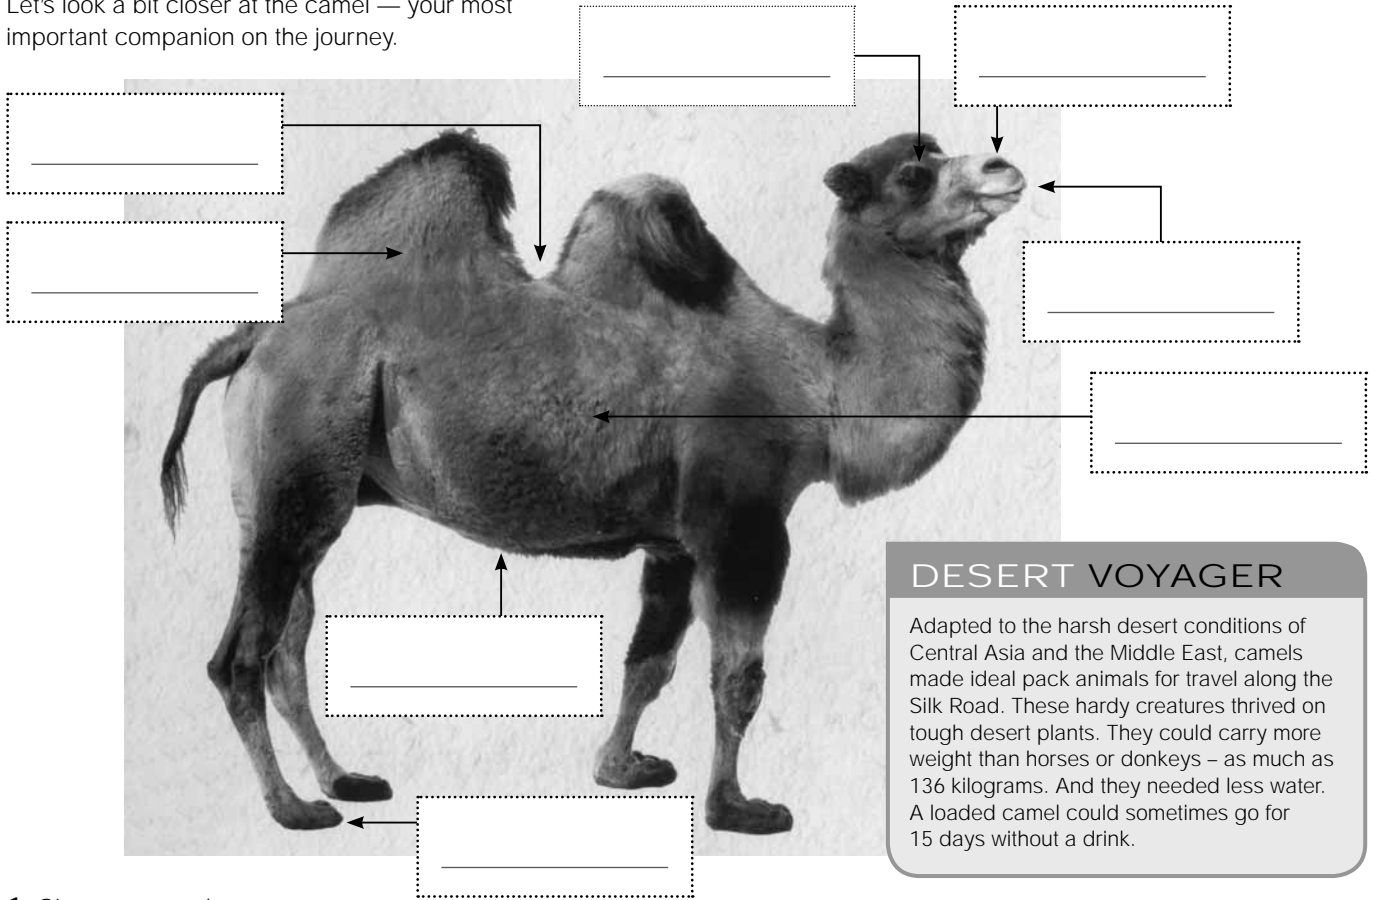 Let's look a bit closer at the camel — your most
important companion on the journey.
DESERT VOYAGER
Adapted to the harsh desert conditions of
Central Asia and the Middle East, camels
made ideal pack animals for travel along the
Silk Road. These hardy creatures thrived on
tough desert plants. They could carry more
weight than horses or donkeys – as much as
136 kilograms. And they needed less water.
A loaded camel could sometimes go for
15 days without a drink.